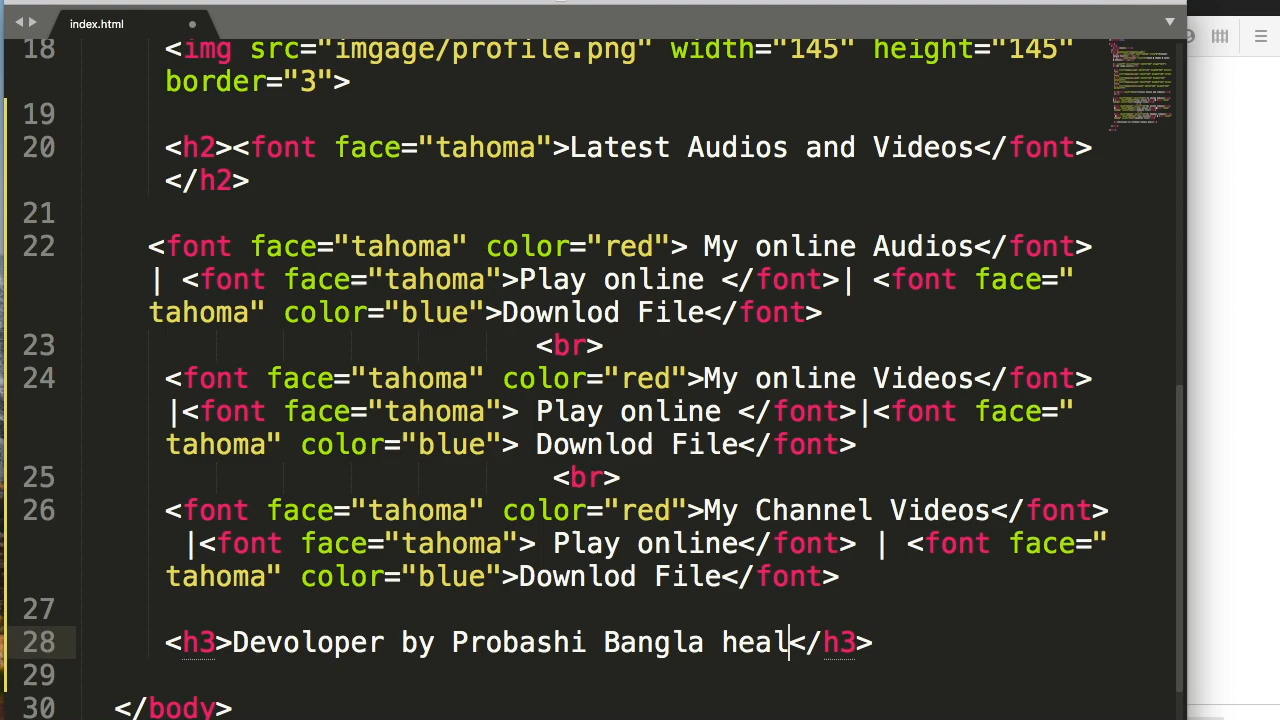 index.html
18 <img src="imgage/profile.png" width="145" height="145"
border="3">
19
20 <h2><font face="tahoma">Latest Audios and Videos</font>
</h2>
21
22 <font face="tahoma" color="red"> My online Audios</font>
| <font face="tahoma">Play online </font>| <font face="
tahoma" color="blue">Downlod File</font>
23 <br>
24 <font face="tahoma" color="red">My online Videos</font>
|<font face="tahoma"> Play online </font>|<font face="
tahoma" color="blue"> Downlod File</font>
25 <br>
26 <font face="tahoma" color="red">My Channel Videos</font>
|<font face="tahoma"> Play online</font> | <font face="
tahoma" color="blue">Downlod File</font>
27
28 <h3>Devoloper by Probashi Bangla heal</h3>
29
30 </body>